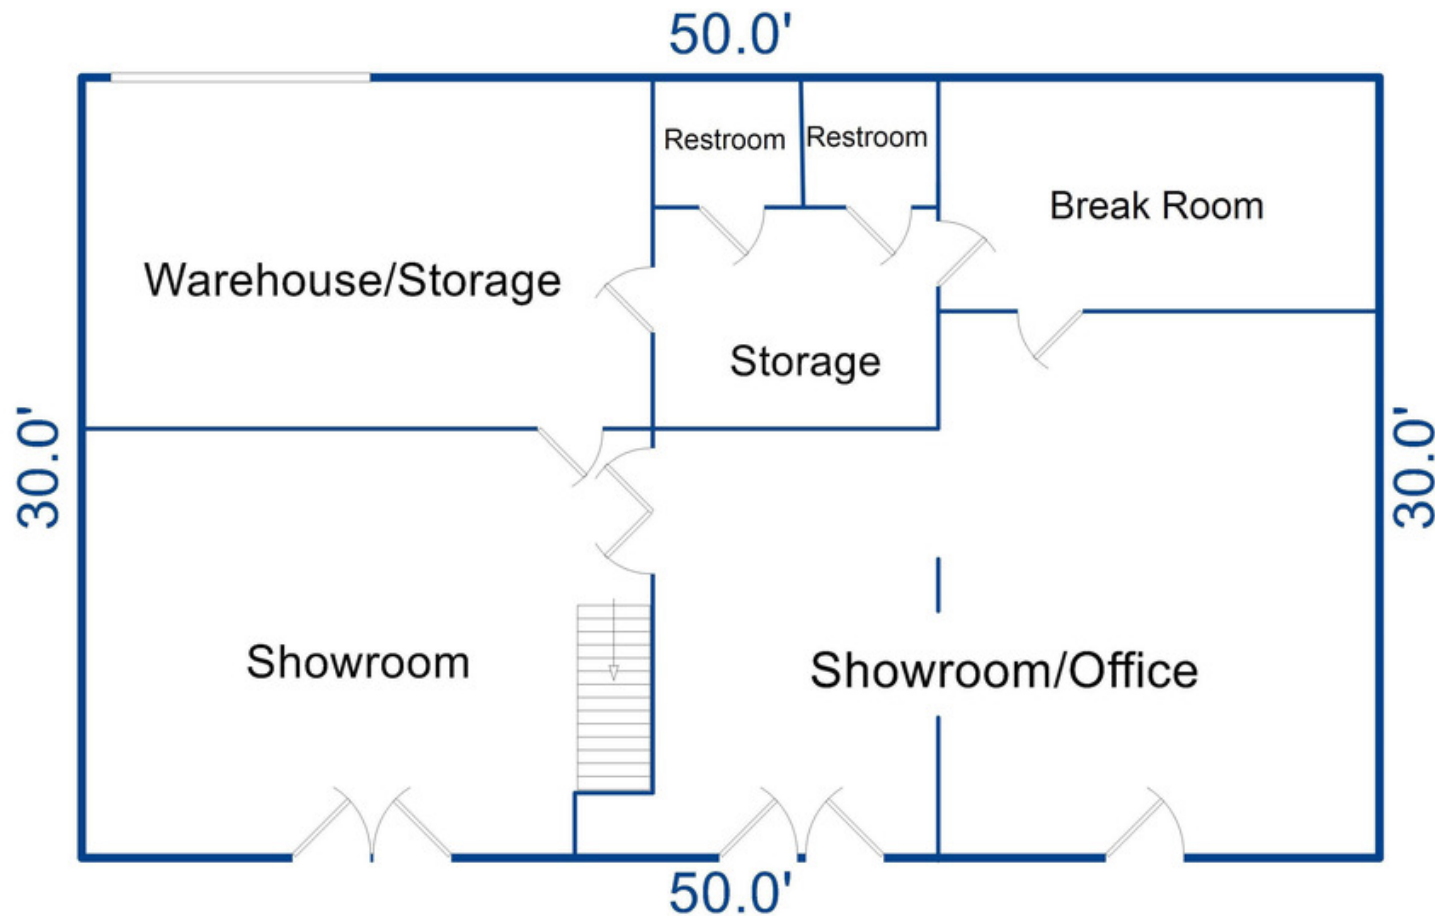 50.0'
Restroom
Restroom
Break Room
Warehouse/Storage
Storage
30.0'
30.0'
Showroom
Showroom/Office
50.0'